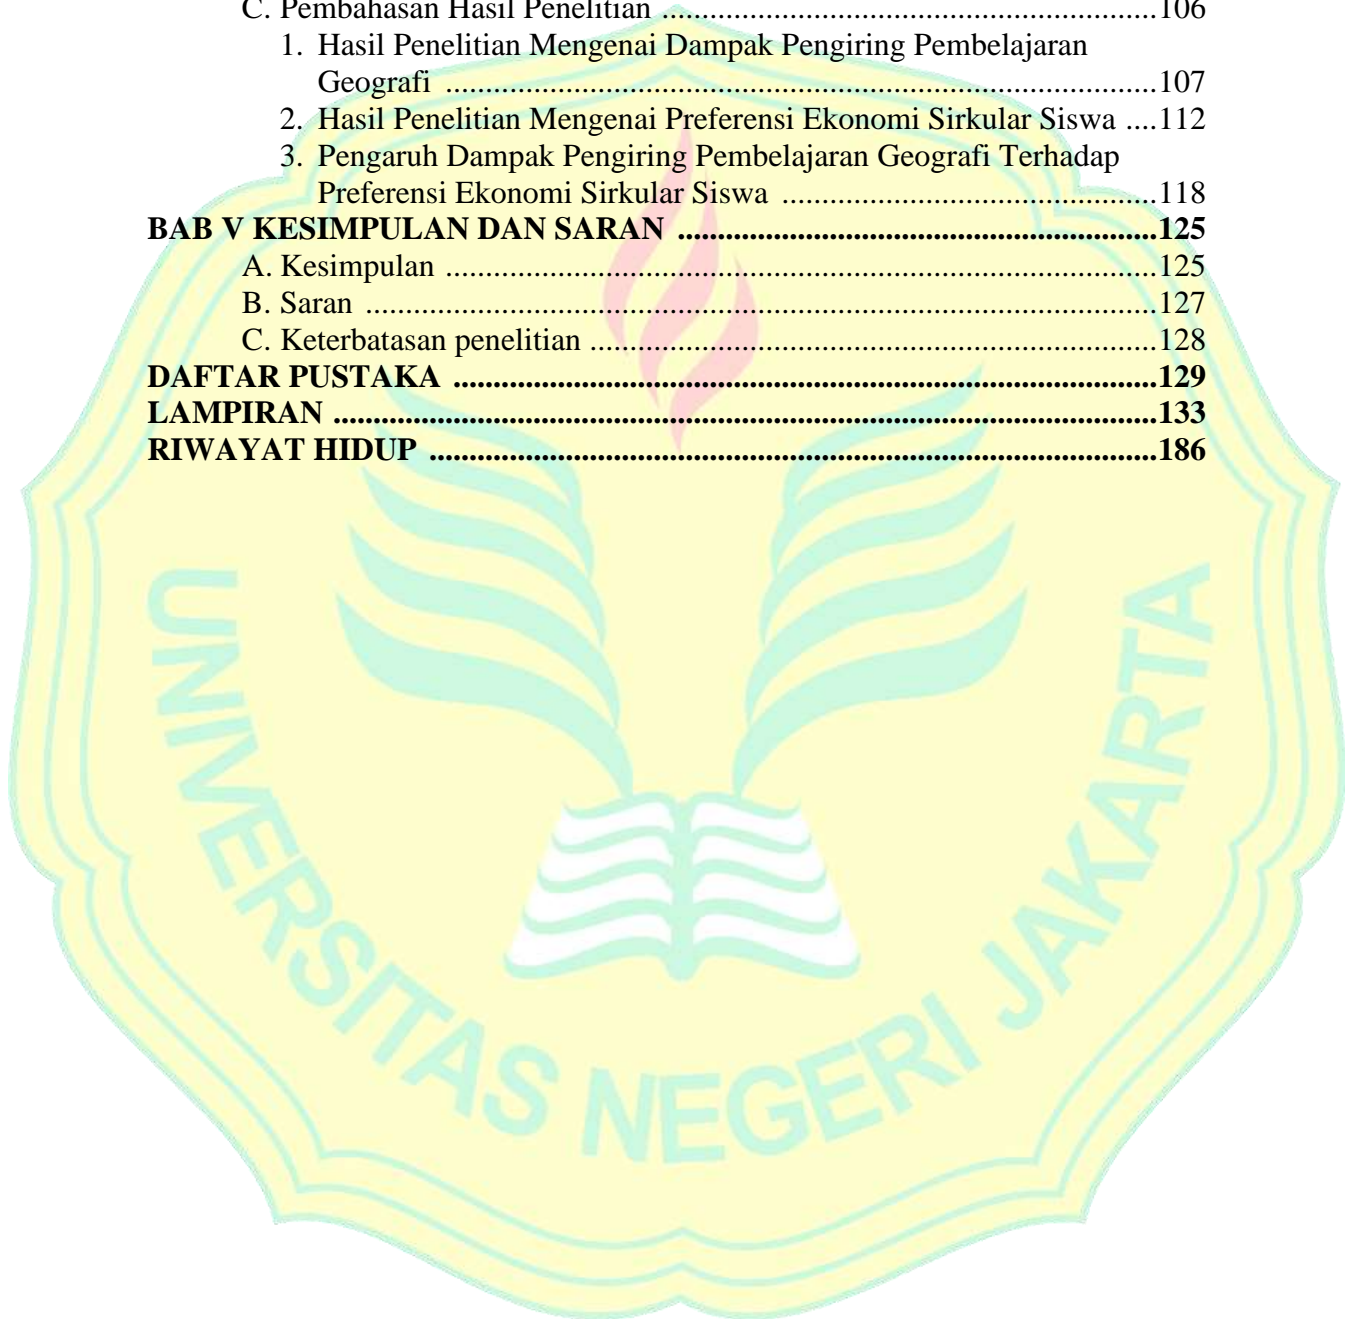 C. Pembahasan Hasil Penelitian ..............................................................106
1. Hasil Penelitian Mengenai Dampak Pengiring Pembelajaran
Geografi .........................................................................................107
2. Hasil Penelitian Mengenai Preferensi Ekonomi Sirkular Siswa ....112
3. Pengaruh Dampak Pengiring Pembelajaran Geografi Terhadap
Preferensi Ekonomi Sirkular Siswa ...............................................118
BAB V KESIMPULAN DAN SARAN ............................................................125
A. Kesimpulan .........................................................................................125
B. Saran ...................................................................................................127
C. Keterbatasan penelitian .......................................................................128
DAFTAR PUSTAKA ........................................................................................129
LAMPIRAN .......................................................................................................133
RIWAYAT HIDUP ...........................................................................................186
UNIVERSITAS NEGERI JAKARTA